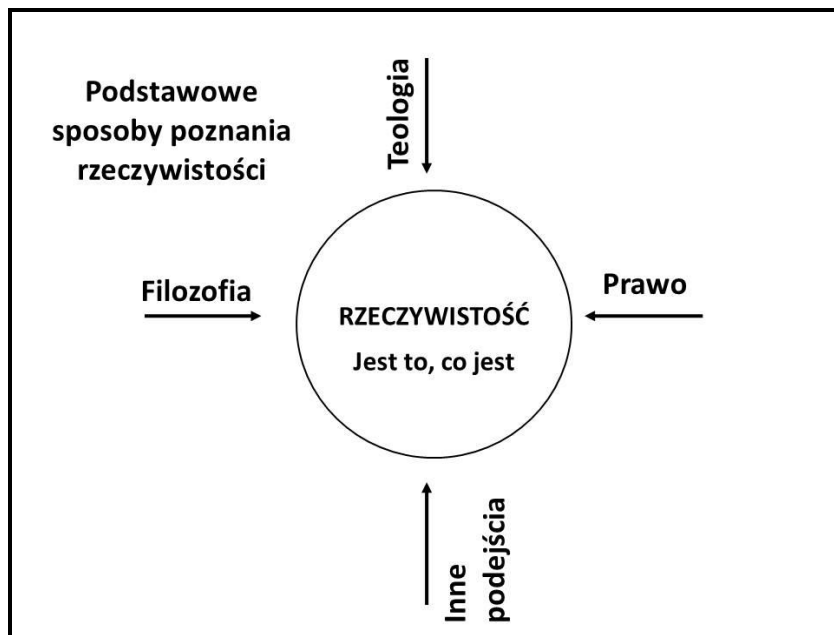 Podstawowe
sposoby poznania
rzeczywistości
Teologia
Filozofia
Prawo
RZECZYWISTOŚĆ
Jest to, co jest
Inne
podejścia